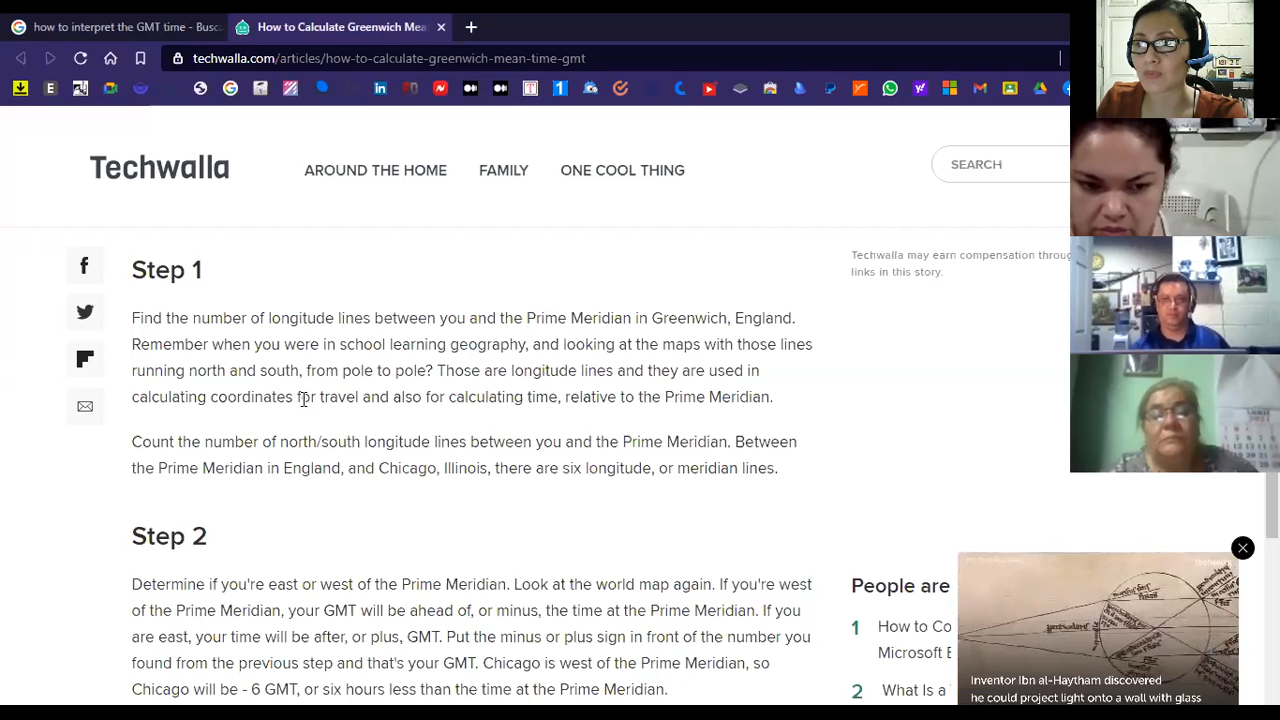 how to interpret the GMT time - Busca
How to Calculate Greenwich Mea
techwalla.com/articles/how-to-calculate-greenwich-mean-time-gmt
Techwalla
AROUND THE HOME
FAMILY
ONE COOL THING
SEARCH
Techwalla may earn compensation throug
links in this story.
Step 1
Find the number of longitude lines between you and the Prime Meridian in Greenwich, England.
Remember when you were in school learning geography, and looking at the maps with those lines
running north and south, from pole to pole? Those are longitude lines and they are used in
calculating coordinates for travel and also for calculating time, relative to the Prime Meridian.
Count the number of north/south longitude lines between you and the Prime Meridian. Between
the Prime Meridian in England, and Chicago, Illinois, there are six longitude, or meridian lines.
Step 2
Determine if you're east or west of the Prime Meridian. Look at the world map again. If you're west
of the Prime Meridian, your GMT will be ahead of, or minus, the time at the Prime Meridian. If you
are east, your time will be after, or plus, GMT. Put the minus or plus sign in front of the number you
found from the previous step and that's your GMT. Chicago is west of the Prime Meridian, so
Chicago will be - 6 GMT, or six hours less than the time at the Prime Meridian.
People are
1 How to Co
Microsoft E
2 What Is a
Inventor Ibn al-Haytham discovered
he could project light onto a wall with glass